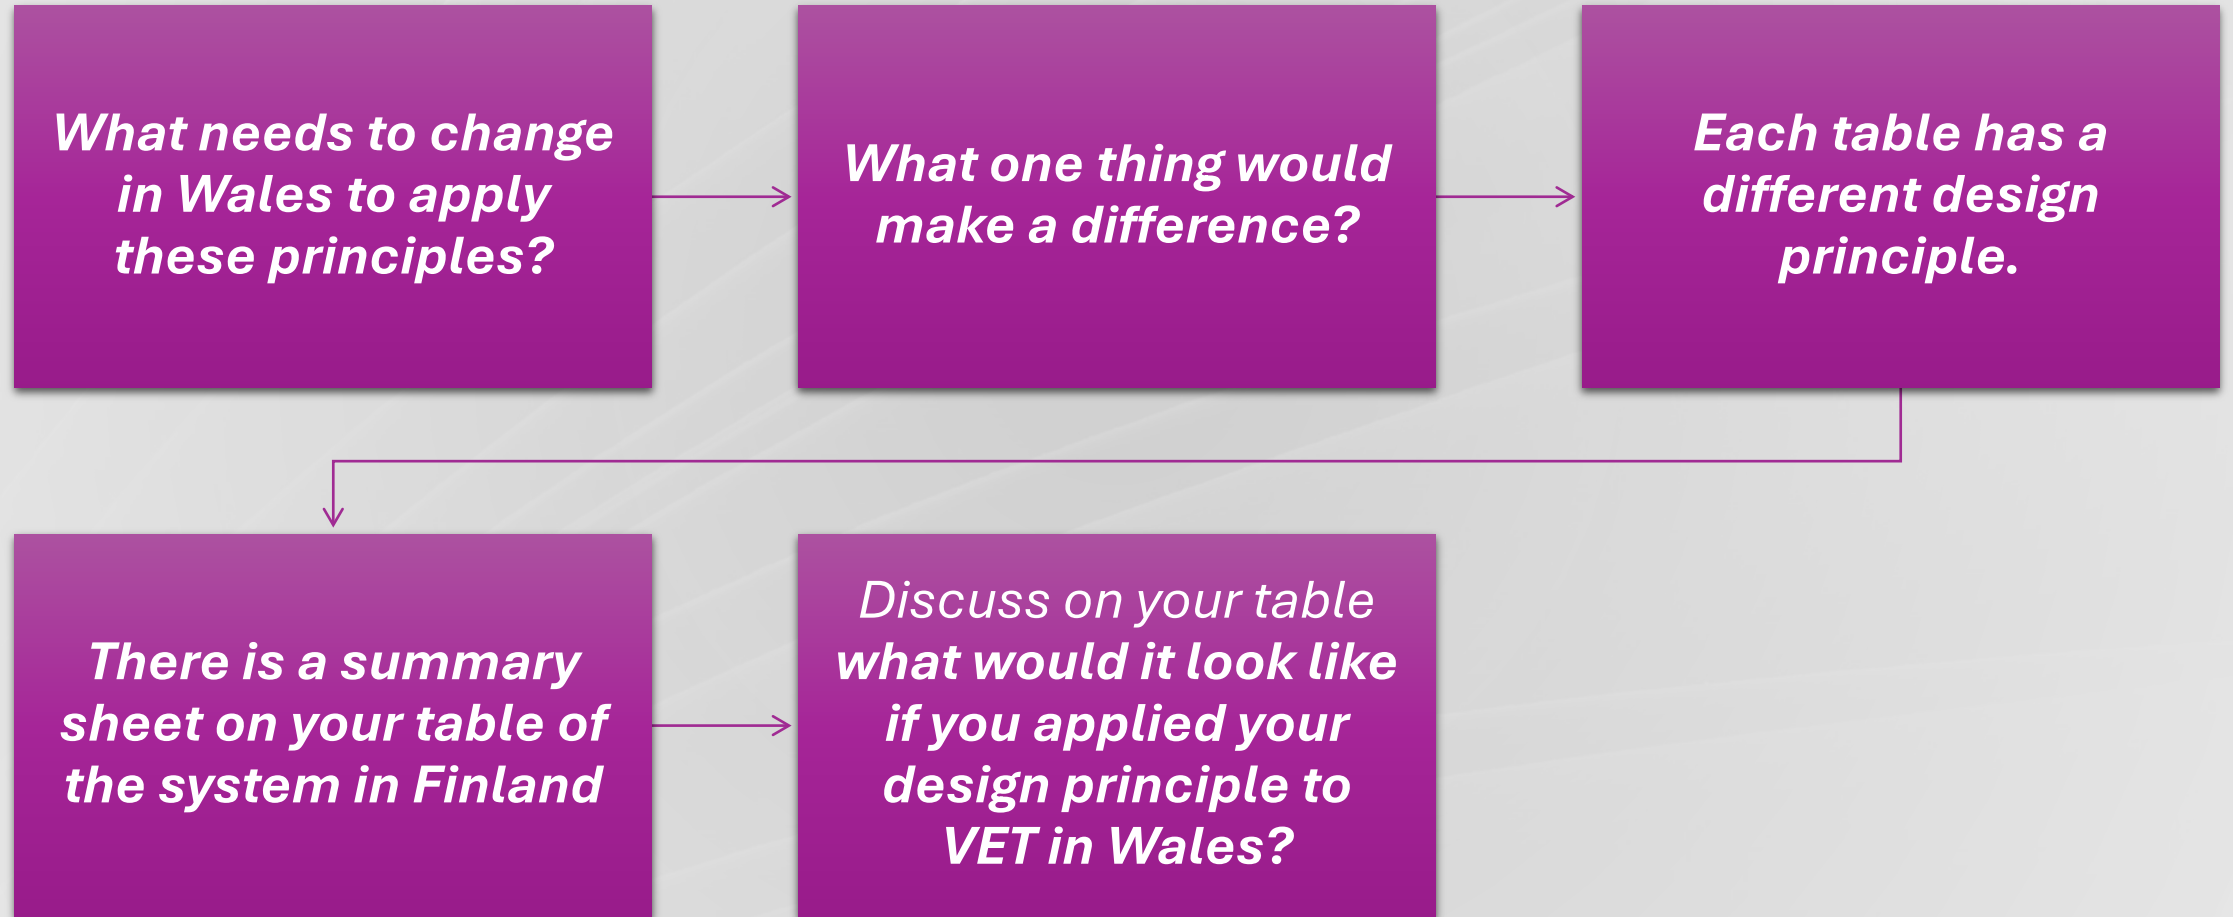 What needs to change
in Wales to apply
these principles?
What one thing would
make a difference?
Each table has a
different design
principle.
There is a summary
sheet on your table of
the system in Finland
Discuss on your table
what would it look like
if you applied your
design principle to
VET in Wales?